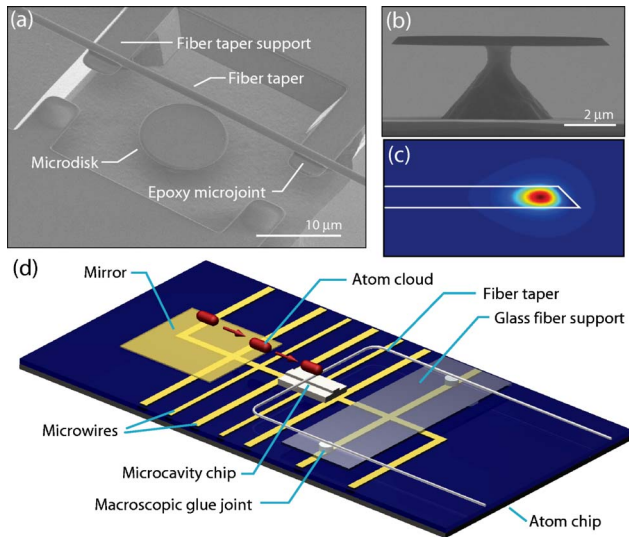 (a)
Fiber taper support
Fiber taper
Microdisk
Epoxy microjoint
10 μm
(b)
2 μm
(c)
(d)
Mirror
Atom cloud
Fiber taper
Glass fiber support
Microwires
Microcavity chip
Macroscopic glue joint
Atom chip